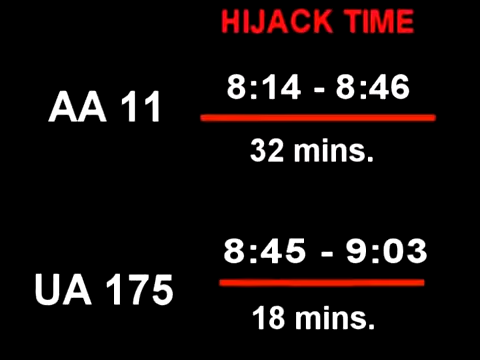 HIJACK TIME
AA 11
8:14 - 8:46
32 mins.
UA 175
8:45 - 9:03
18 mins.